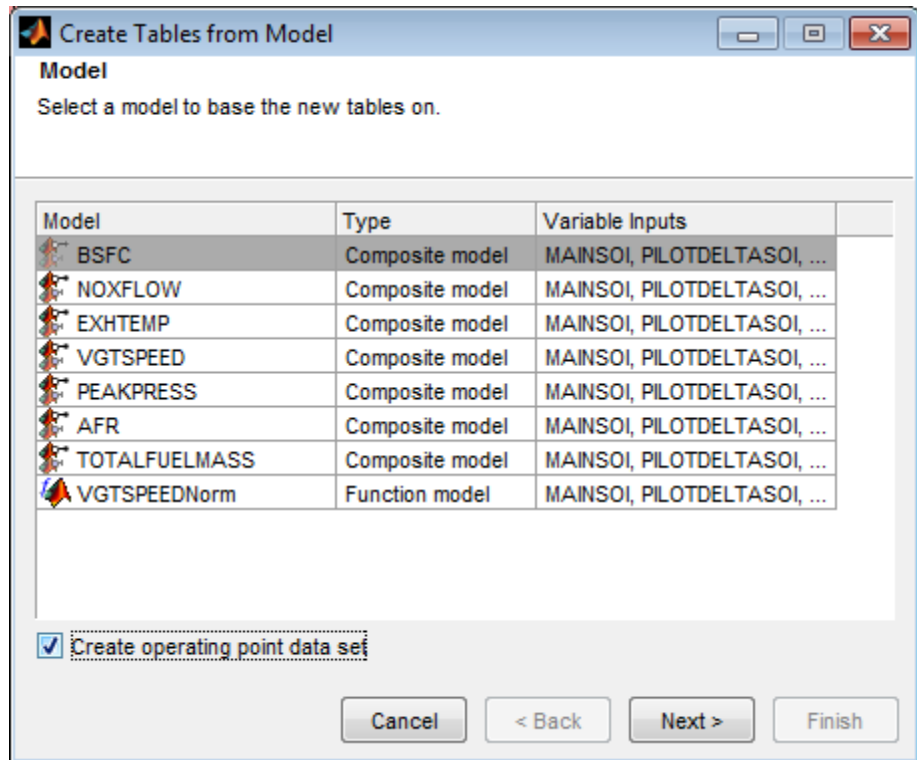 Create Tables from Model
Model
Select a model to base the new tables on.
Model Type Variable Inputs
BSFC Composite model MAINSOI, PILOTDELTASOI, ...
NOXFLOW Composite model MAINSOI, PILOTDELTASOI, ...
EXHTEMP Composite model MAINSOI, PILOTDELTASOI, ...
VGTSPEED Composite model MAINSOI, PILOTDELTASOI, ...
PEAKPRESS Composite model MAINSOI, PILOTDELTASOI, ...
AFR Composite model MAINSOI, PILOTDELTASOI, ...
TOTALFUELMASS Composite model MAINSOI, PILOTDELTASOI, ...
VGTSPEEDNorm Function model MAINSOI, PILOTDELTASOI, ...
Create operating point data set
Cancel < Back Next > Finish